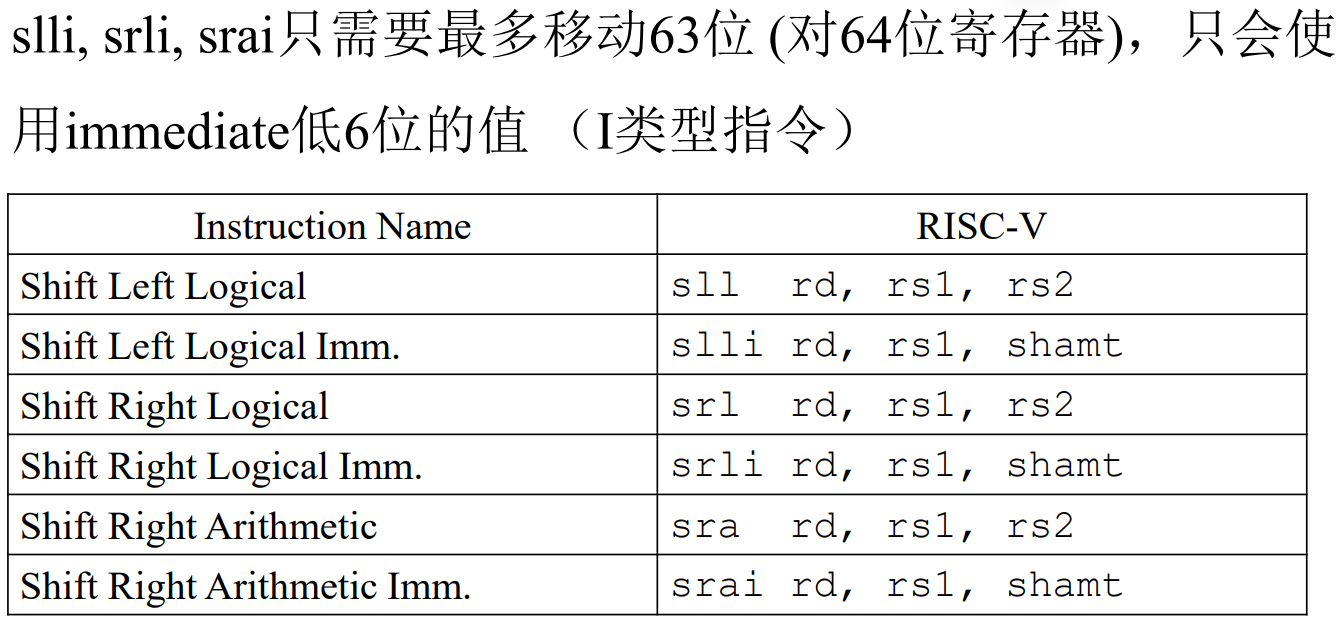 slli, srli, srai只需要最多移动63位 (对64位寄存器)，只会使
用immediate低6位的值 （I类型指令）
Instruction Name RISC-V
Shift Left Logical sll rd, rs1, rs2
Shift Left Logical Imm. slli rd, rs1, shamt
Shift Right Logical srl rd, rs1, rs2
Shift Right Logical Imm. srli rd, rs1, shamt
Shift Right Arithmetic sra rd, rs1, rs2
Shift Right Arithmetic Imm. srai rd, rs1, shamt